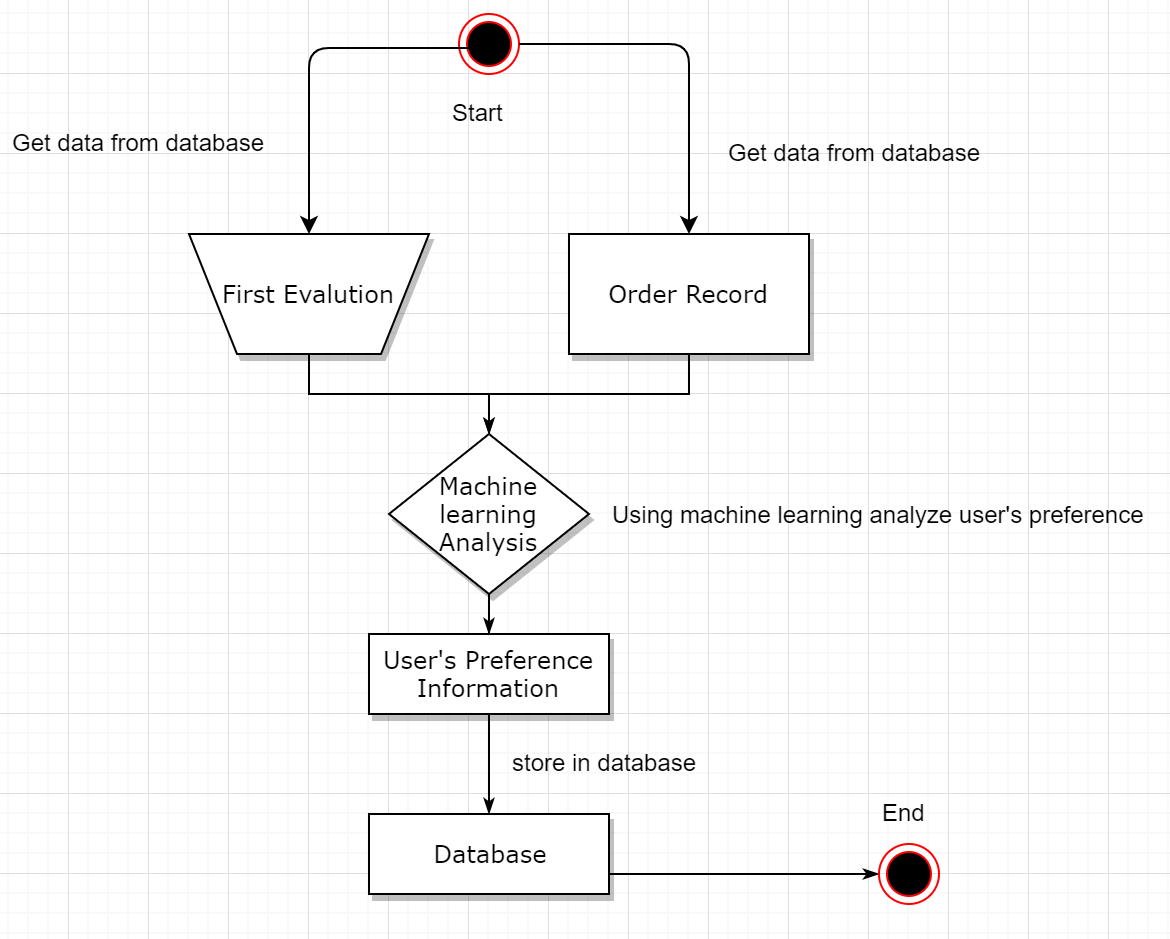 Start
Get data from database
Get data from database
First Evalution
Order Record
Machine
learning
Analysis
Using machine learning analyze user's preference
User's Preference
Information
store in database
End
Database